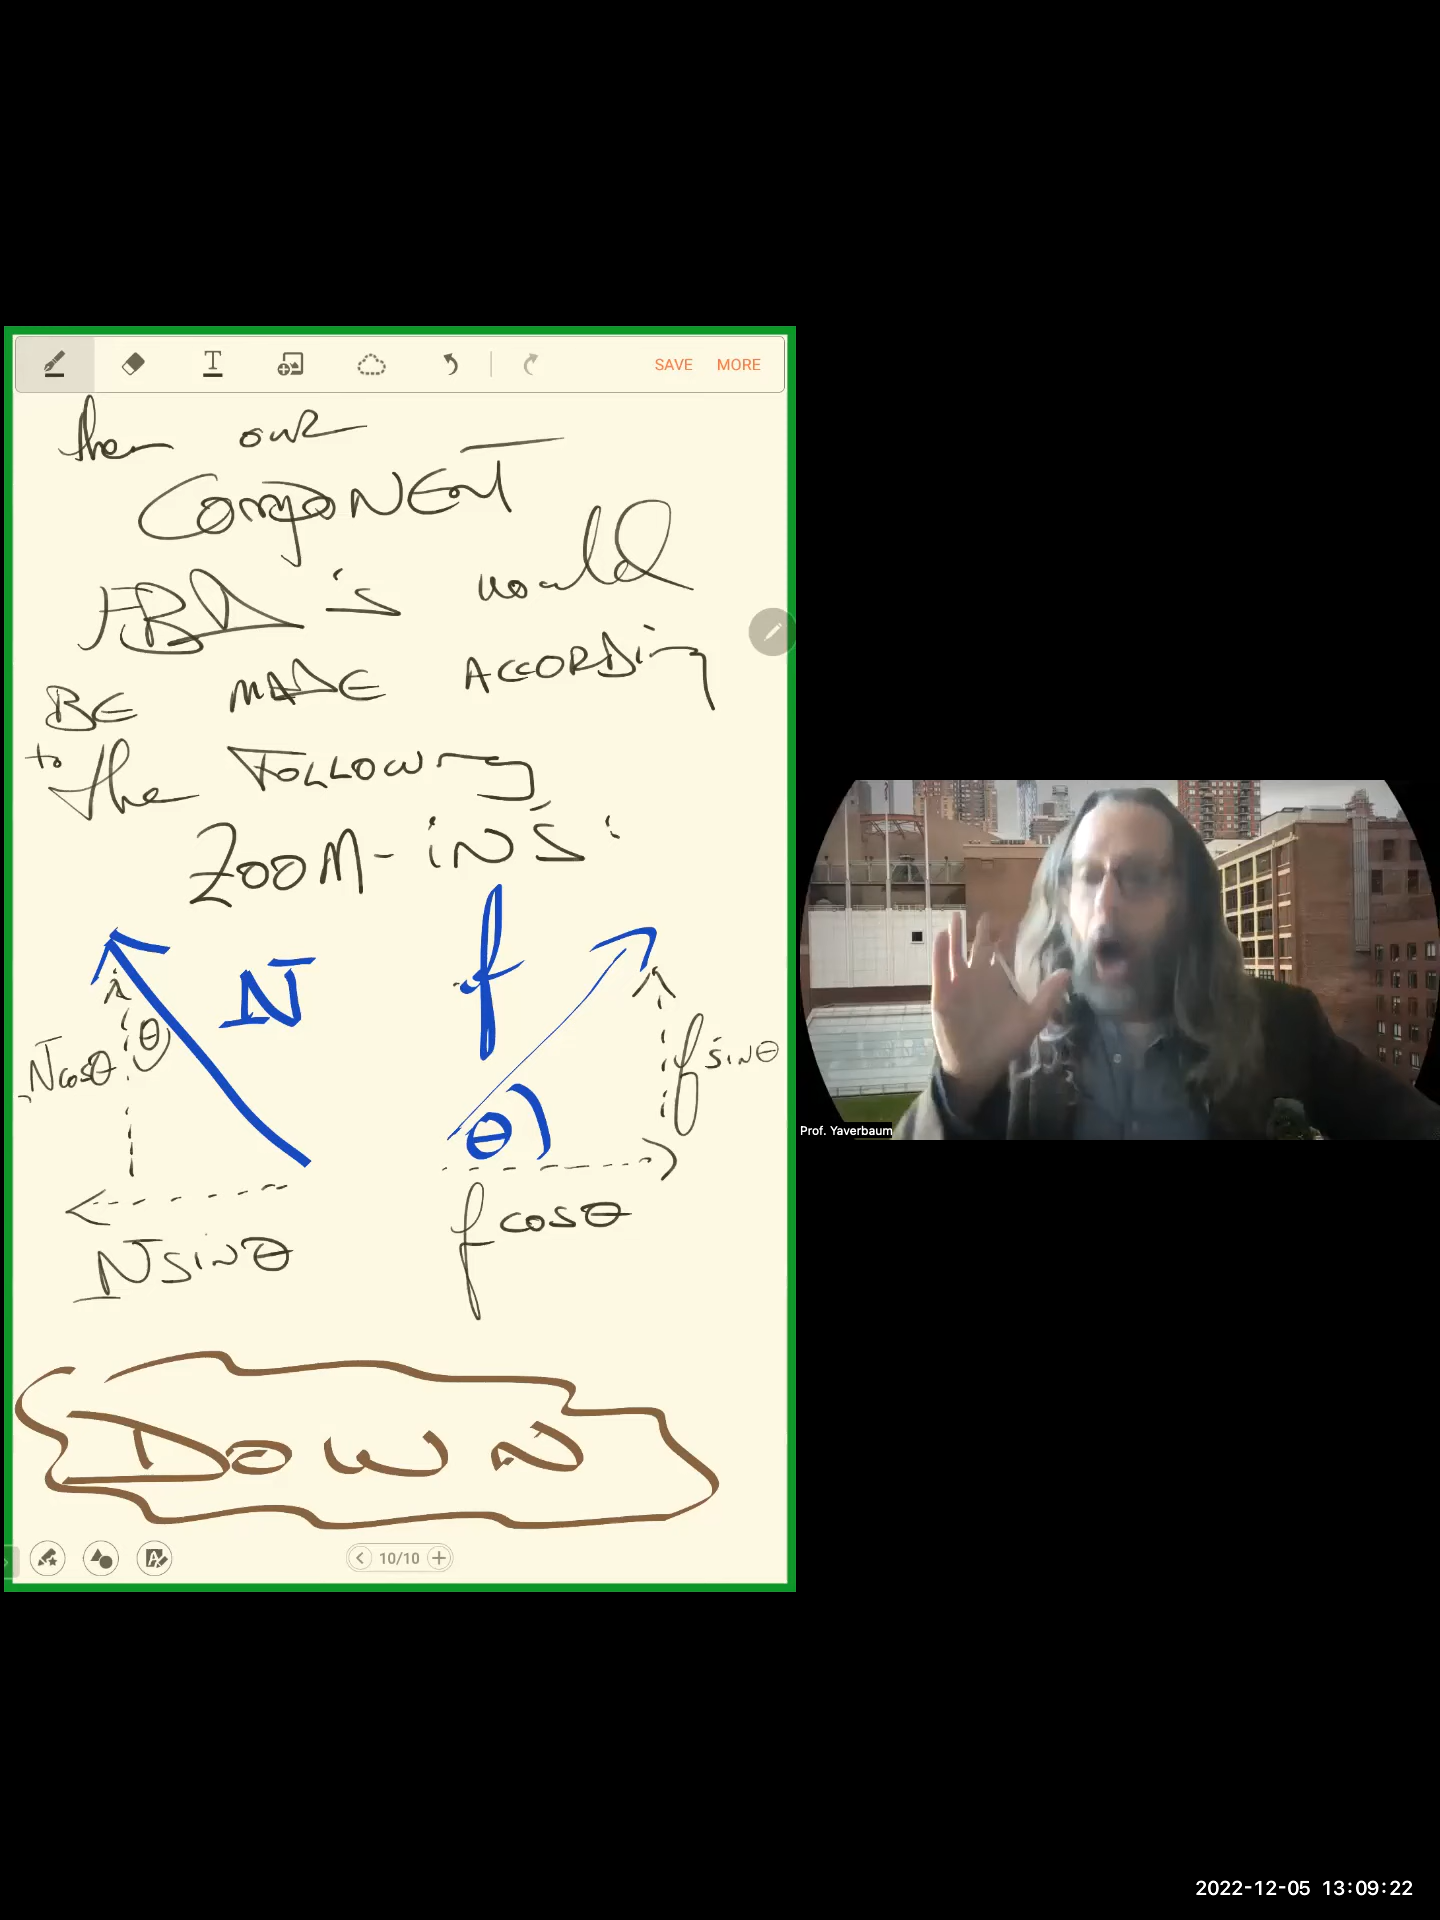 T
SAVE MORE
then our
COMPONENT
FBD's would
BE MADE ACCORDing
to the FOLLOWing
ZOOM-INS:
N
f
θ
Ncosθ
θ
fsinθ
fcosθ
Nsinθ
DOWN
10/10
Prof. Yaverbaum
2022-12-05 13:09:22